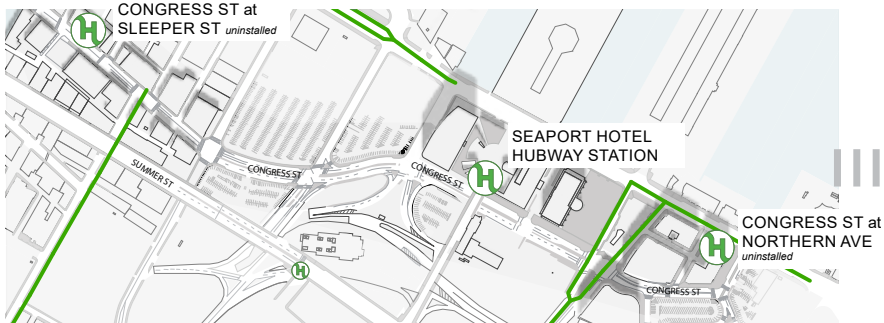 CONGRESS ST at
SLEEPER ST uninstalled
H
SEAPORT HOTEL
HUBWAY STATION
CONGRESS ST
CONGRESS ST
SUMMER ST
H
III
CONGRESS ST at
NORTHERN AVE
uninstalled
H
H
CONGRESS ST